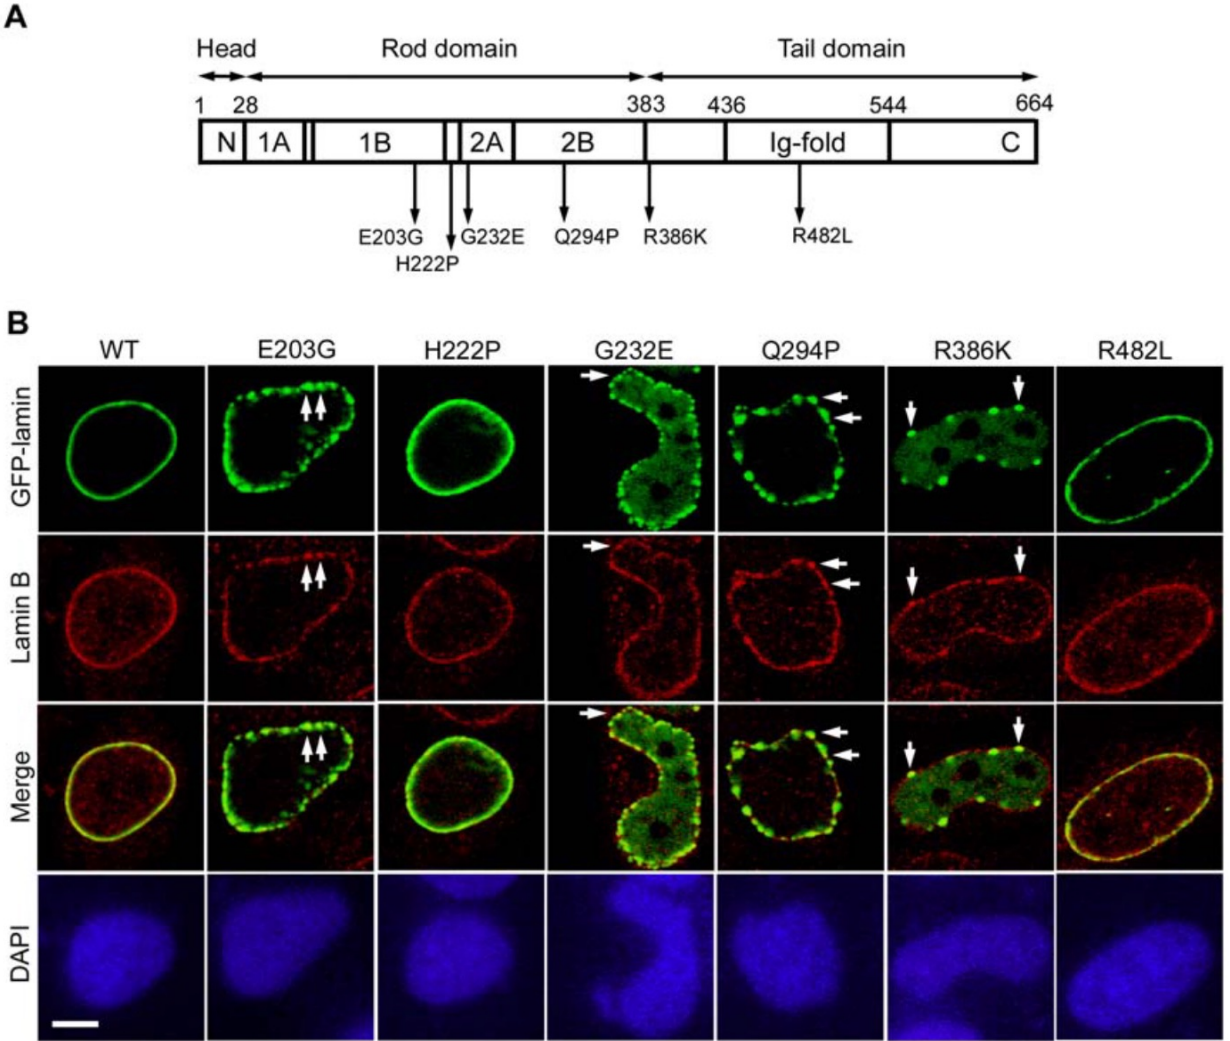 A
Head Rod domain Tail domain
1 28 383 436 544 664
N 1A 1B 2A 2B Ig-fold C
E203G G232E Q294P R386K R482L
H222P
B
WT E203G H222P G232E Q294P R386K R482L
GFP-lamin
Lamin B
Merge
DAPI